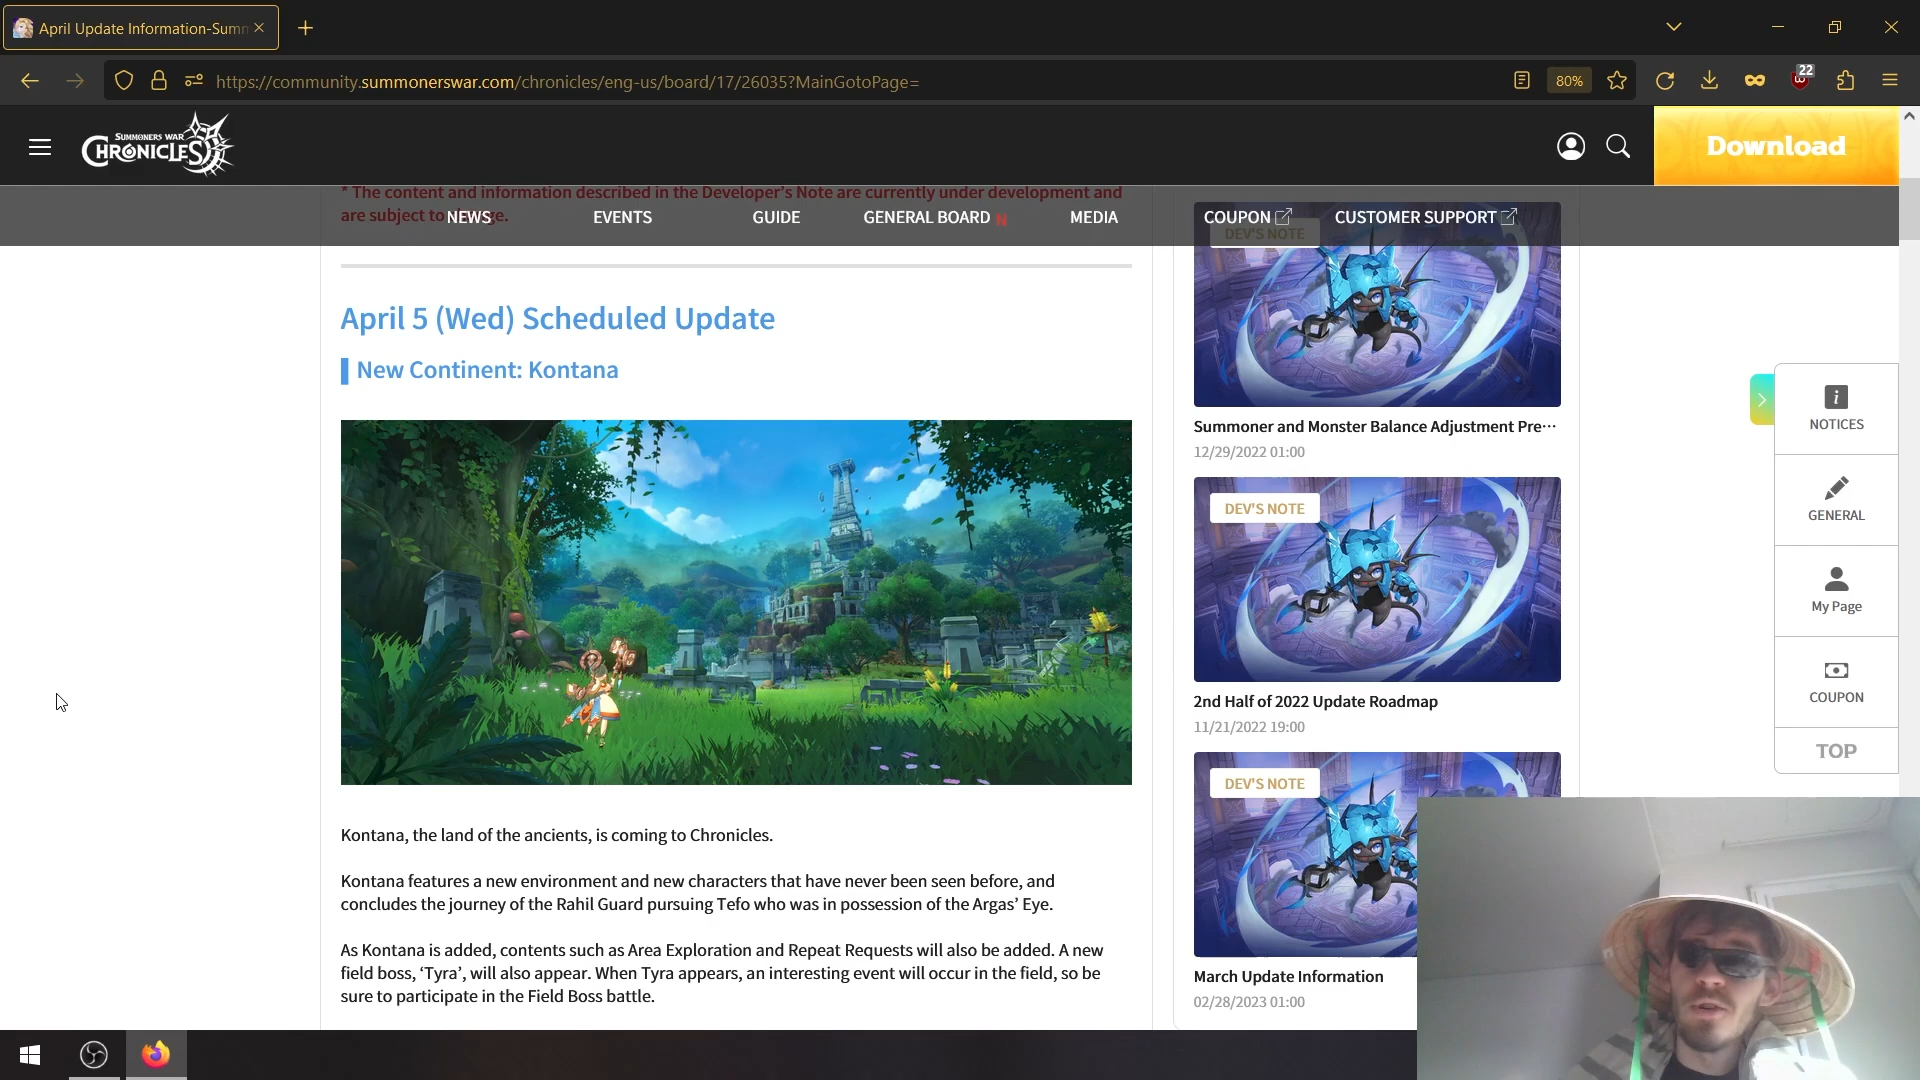 April Update Information-Sum
https://community.summonerswar.com/chronicles/eng-us/board/17/26035?MainGotoPage=
80%
22
SUMMONERS WAR
CHRONICLES
Download
* The content and information described in the Developer's Note are currently under development and
are subject to
NEWS
EVENTS
GUIDE
GENERAL BOARD N
MEDIA
COUPON
CUSTOMER SUPPORT
April 5 (Wed) Scheduled Update
New Continent: Kontana
Kontana, the land of the ancients, is coming to Chronicles.
Kontana features a new environment and new characters that have never been seen before, and
concludes the journey of the Rahil Guard pursuing Tefo who was in possession of the Argas’ Eye.
As Kontana is added, contents such as Area Exploration and Repeat Requests will also be added. A new
field boss, ‘Tyra’, will also appear. When Tyra appears, an interesting event will occur in the field, so be
sure to participate in the Field Boss battle.
DEV'S NOTE
Summoner and Monster Balance Adjustment Pre···
12/29/2022 01:00
DEV'S NOTE
2nd Half of 2022 Update Roadmap
11/21/2022 19:00
DEV'S NOTE
March Update Information
02/28/2023 01:00
NOTICES
GENERAL
My Page
COUPON
TOP